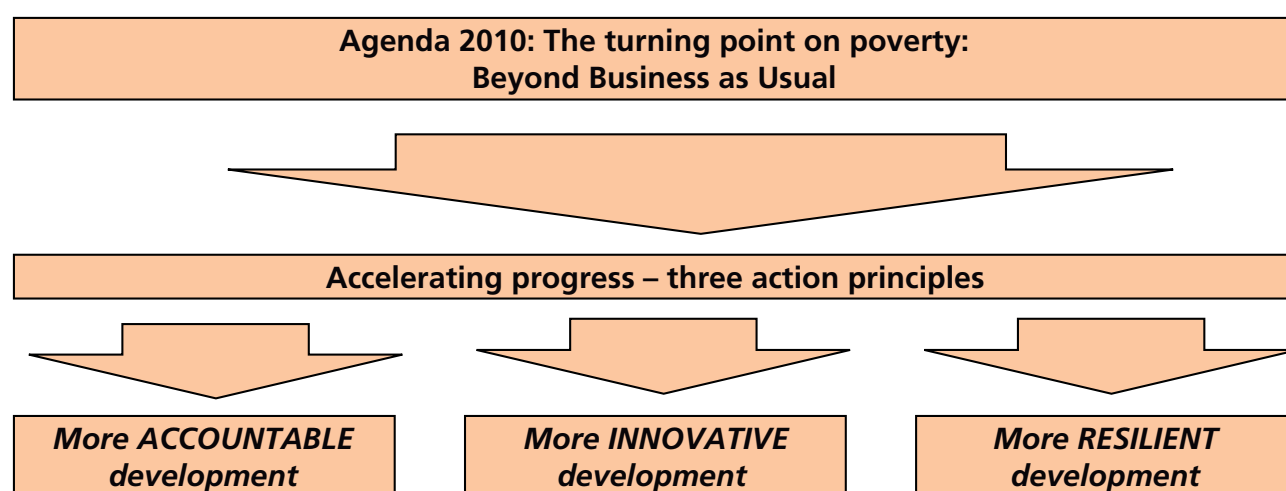 Agenda 2010: The turning point on poverty:
Beyond Business as Usual
Accelerating progress – three action principles
More ACCOUNTABLE
development
More INNOVATIVE
development
More RESILIENT
development